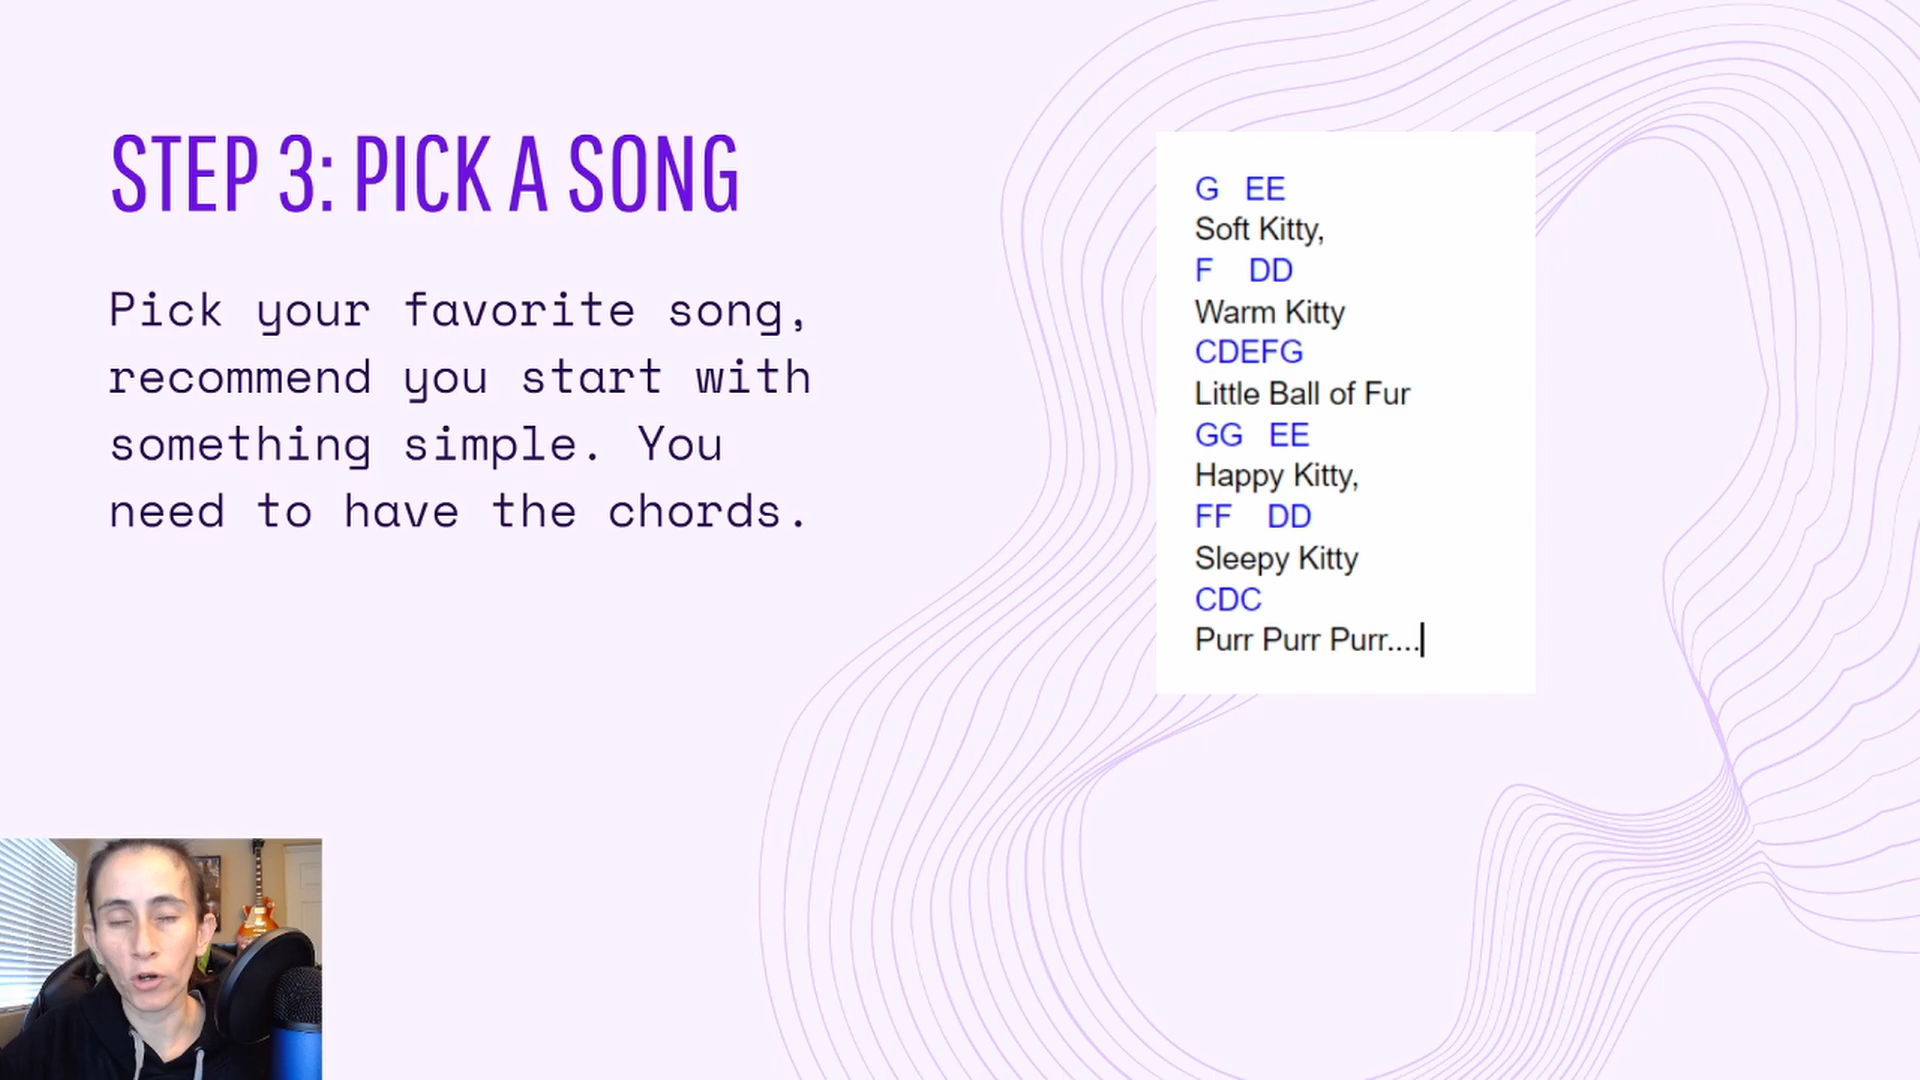 STEP 3: PICK A SONG
Pick your favorite song,
recommend you start with
something simple. You
need to have the chords.
G EE
Soft Kitty,
F DD
Warm Kitty
CDEFG
Little Ball of Fur
GG EE
Happy Kitty,
FF DD
Sleepy Kitty
CDC
Purr Purr Purr....